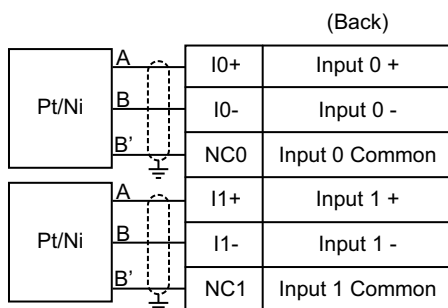 (Back)
A I0+ Input 0 +
Pt/Ni B I0- Input 0 -
B’ NC0 Input 0 Common
A I1+ Input 1 +
Pt/Ni B I1- Input 1 -
B’ NC1 Input 1 Common